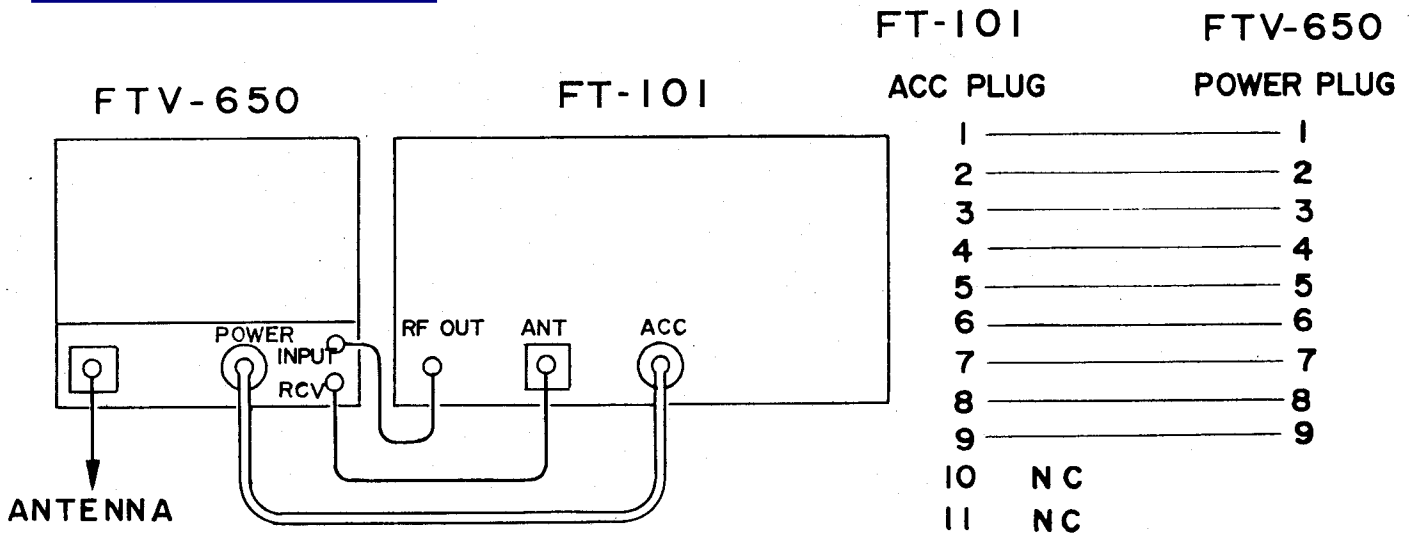 FTV-650
FT-101
POWER
INPUT
RCV
RF OUT
ANT
ACC
ANTENNA
FT-101 FTV-650
ACC PLUG POWER PLUG
1 1
2 2
3 3
4 4
5 5
6 6
7 7
8 8
9 9
10 NC
11 NC